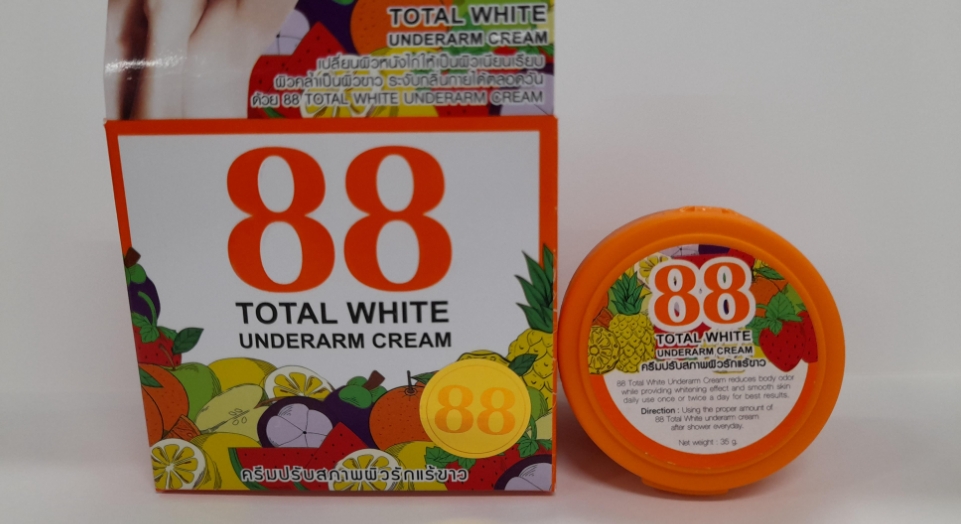 TOTAL WHITE
UNDERARM CREAM
เปลี่ยนผิวหนังไก่ให้เป็นผิวเนียนเรียบ
ผิวคล้ำเป็นผิวขาว ระงับกลิ่นกายได้ตลอดวัน
ด้วย 88 TOTAL WHITE UNDERARM CREAM
88
TOTAL WHITE
UNDERARM CREAM
88
ครีมปรับสภาพผิวรักแร้ขาว
88
TOTAL WHITE
UNDERARM CREAM
ครีมปรับสภาพผิวรักแร้ขาว
88 Total White Underarm Cream reduces body odor
while providing whitening effect and smooth skin
daily use once or twice a day for best results.
Direction : Using the proper amount of
88 Total White underarm cream
after shower everyday.
Net weight : 35 g.